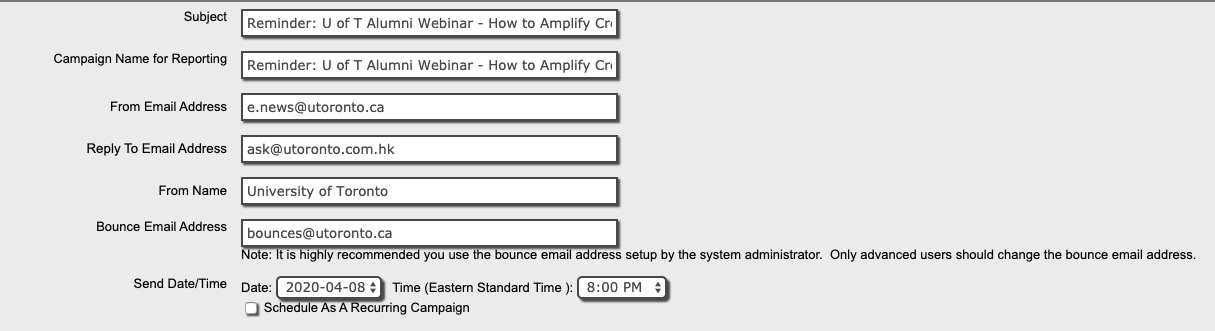 Subject Reminder: U of T Alumni Webinar - How to Amplify
Campaign Name for Reporting Reminder: U of T Alumni Webinar - How to Amplify
From Email Address e.news@utoronto.ca
Reply To Email Address ask@utoronto.com.hk
From Name University of Toronto
Bounce Email Address bounces@utoronto.ca
Note: It is highly recommended you use the bounce email address setup by the system administrator. Only advanced users should change the bounce email address.
Send Date/Time Date: 2020-04-08 Time (Eastern Standard Time ): 8:00 PM
Schedule As A Recurring Campaign